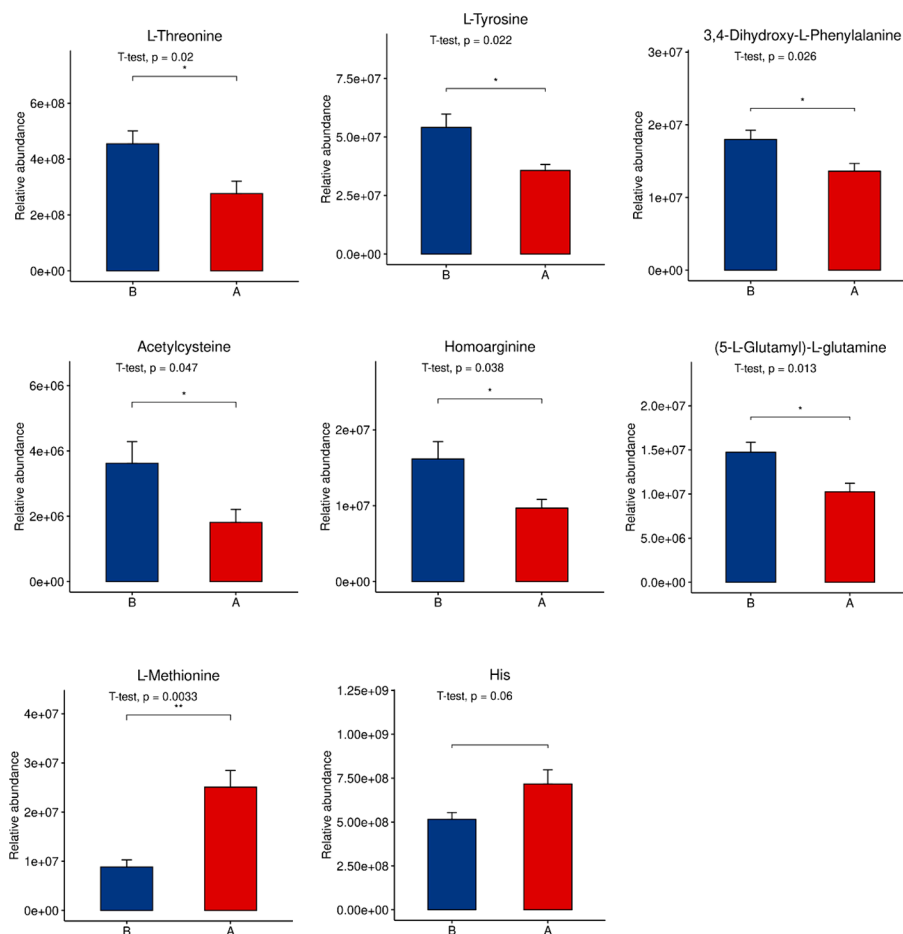 L-Threonine
T-test, p = 0.02
*
Relative abundance
6e+08
4e+08
2e+08
0e+00
B A
L-Tyrosine
T-test, p = 0.022
*
Relative abundance
7.5e+07
5.0e+07
2.5e+07
0.0e+00
B A
3,4-Dihydroxy-L-Phenylalanine
T-test, p = 0.026
*
Relative abundance
3e+07
2e+07
1e+07
0e+00
B A
Acetylcysteine
T-test, p = 0.047
*
Relative abundance
6e+06
4e+06
2e+06
0e+00
B A
Homoarginine
T-test, p = 0.038
*
Relative abundance
2e+07
1e+07
0e+00
B A
(5-L-Glutamyl)-L-glutamine
T-test, p = 0.013
*
Relative abundance
2.0e+07
1.5e+07
1.0e+07
5.0e+06
0.0e+00
B A
L-Methionine
T-test, p = 0.0033
**
Relative abundance
4e+07
3e+07
2e+07
1e+07
0e+00
B A
His
T-test, p = 0.06
Relative abundance
1.25e+09
1.00e+09
7.50e+08
5.00e+08
2.50e+08
0.00e+00
B A